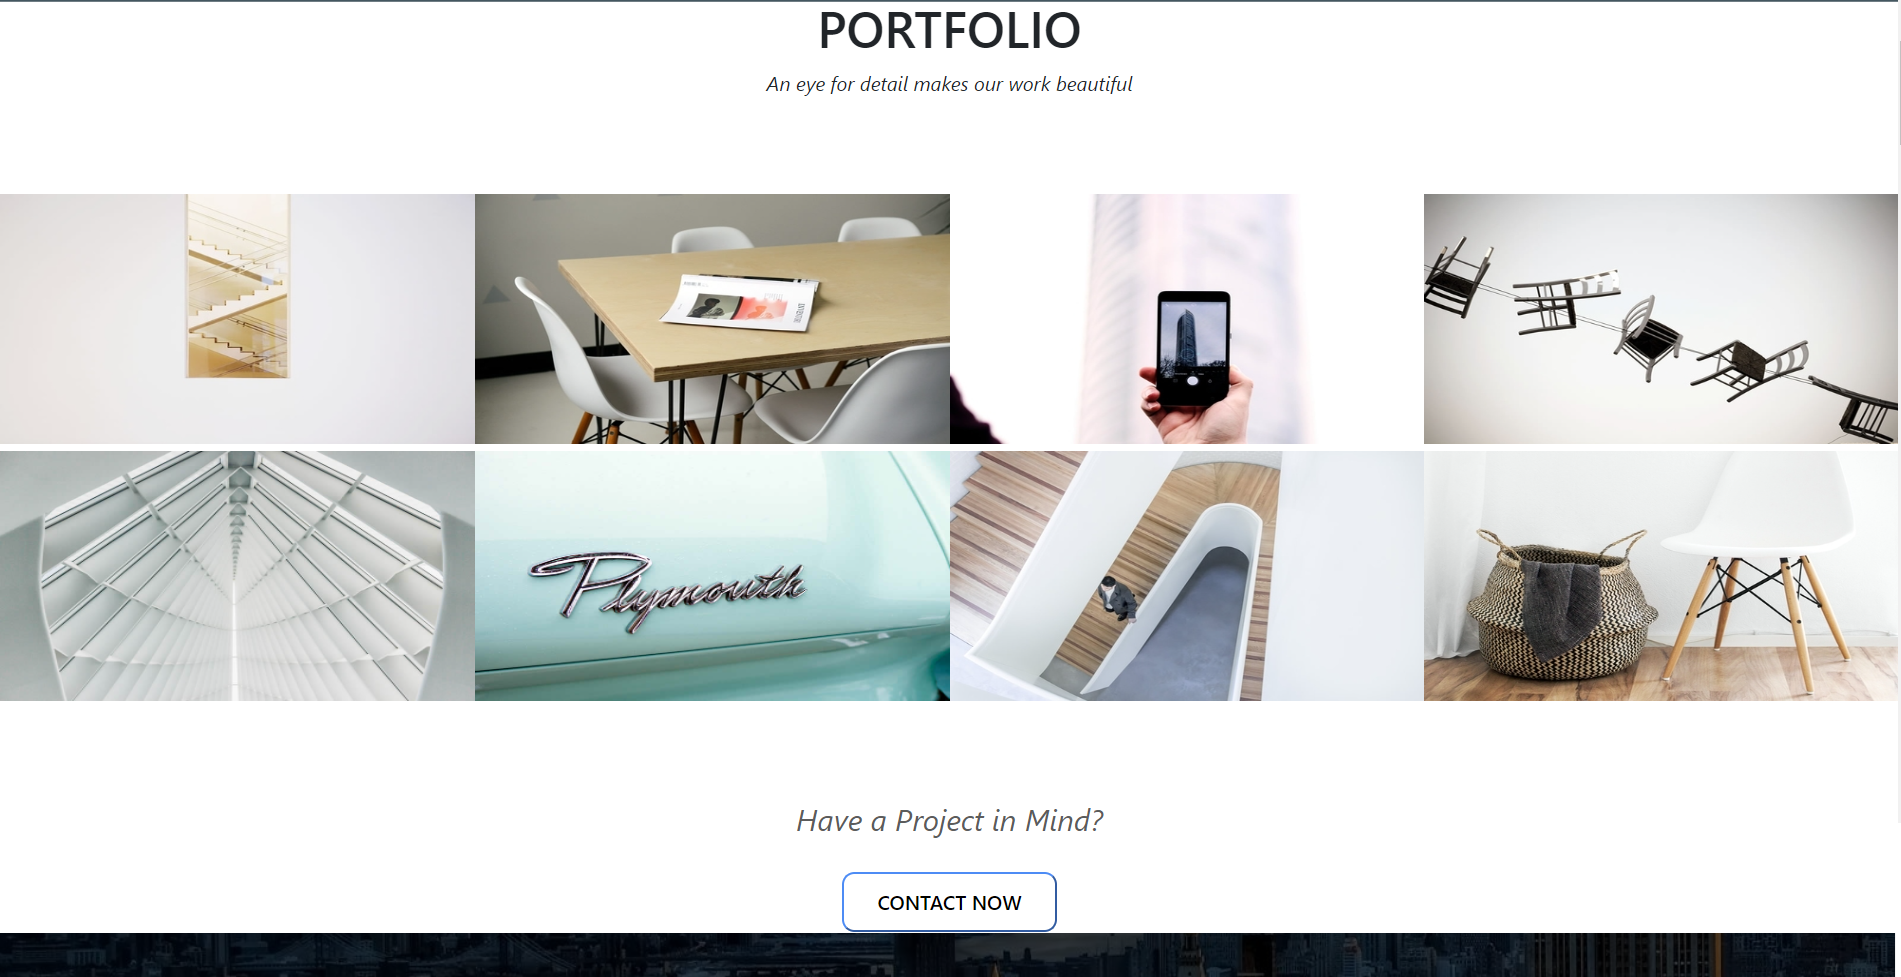 PORTFOLIO
An eye for detail makes our work beautiful
Plymouth
Have a Project in Mind?
CONTACT NOW